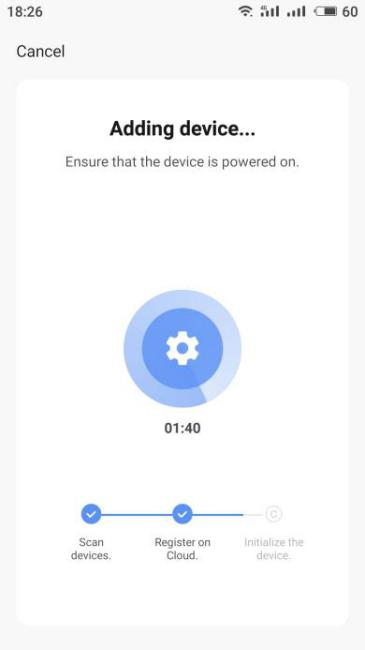 18:26 4G 60
Cancel
Adding device...
Ensure that the device is powered on.
01:40
Scan devices.
Register on Cloud.
Initialize the device.